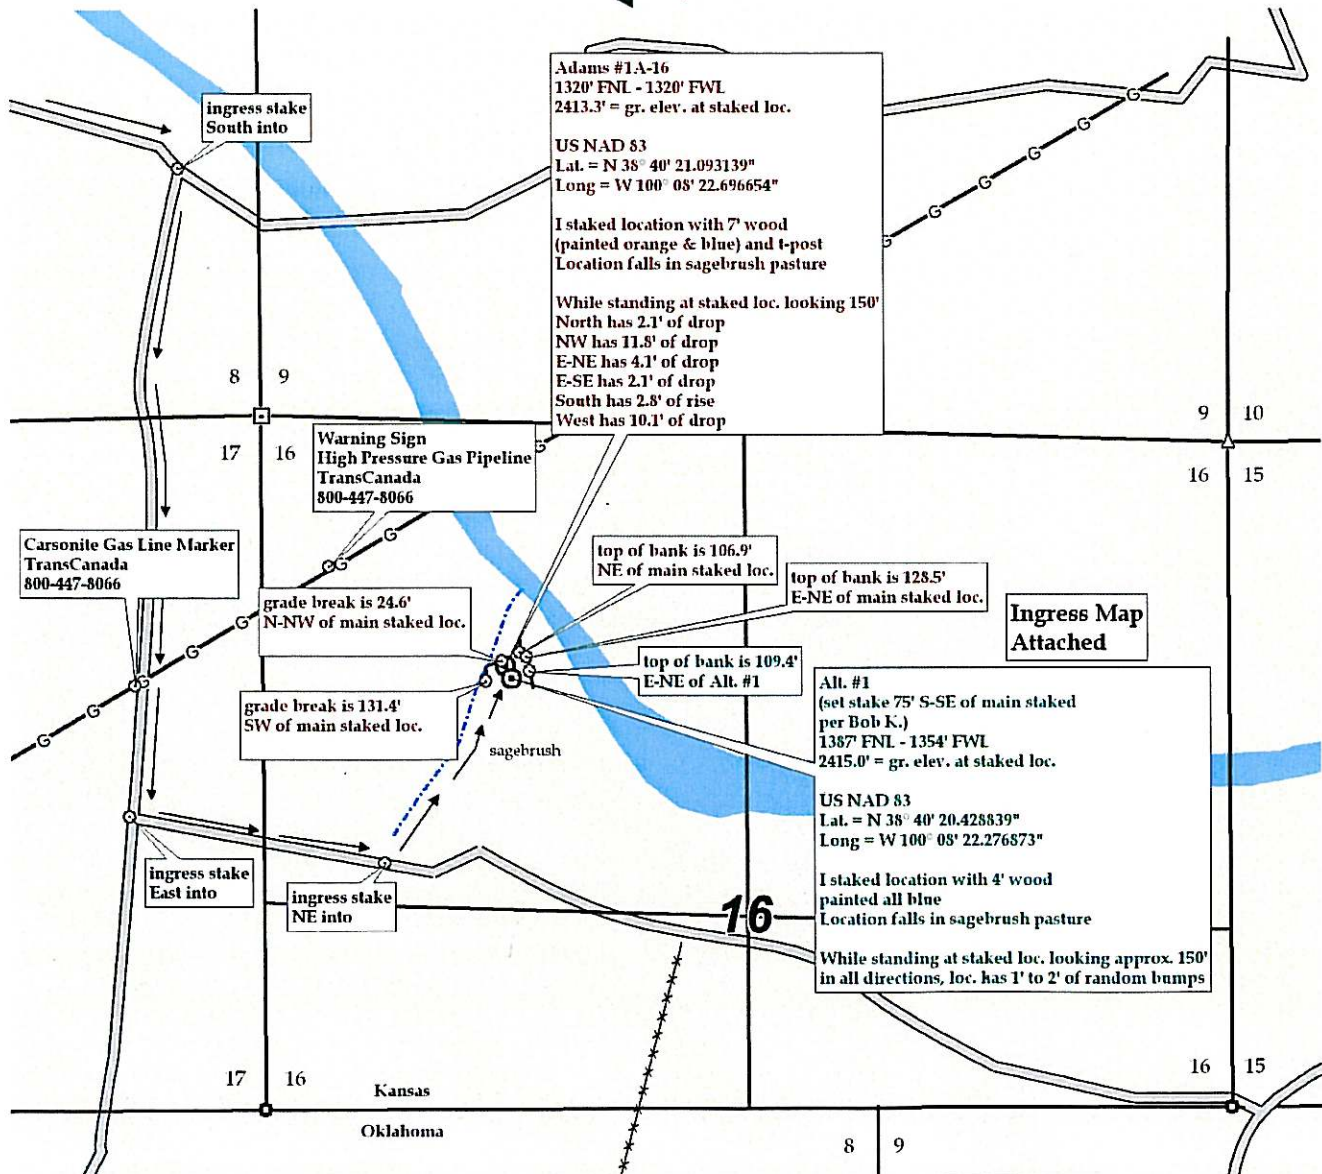 Adams #1A-16
1320' FNL - 1320' FWL
2413.3' = gr. elev. at staked loc.
US NAD 83
Lat. = N 38° 40' 21.093139"
Long = W 100° 08' 22.696654"
I staked location with 7' wood
(painted orange & blue) and t-post
Location falls in sagebrush pasture
While standing at staked loc. looking 150'
North has 2.1' of drop
NW has 11.8' of drop
E-NE has 4.1' of drop
E-SE has 2.1' of drop
South has 2.8' of rise
West has 10.1' of drop
ingress stake
South into
G
G
G
G
G
G
8 9
9 10
17 16
16 15
Warning Sign
High Pressure Gas Pipeline
TransCanada
800-447-8066
G
G
G
G
G
G
G
G
Carsonite Gas Line Marker
TransCanada
800-447-8066
top of bank is 106.9'
NE of main staked loc.
top of bank is 128.5'
E-NE of main staked loc.
grade break is 24.6'
N-NW of main staked loc.
Ingress Map
Attached
top of bank is 109.4'
E-NE of Alt. #1
grade break is 131.4'
SW of main staked loc.
sagebrush
Alt. #1
(set stake 75' S-SE of main staked
per Bob K.)
1387' FNL - 1354' FWL
2415.0' = gr. elev. at staked loc.
US NAD 83
Lat. = N 38° 40' 20.428839"
Long = W 100° 08' 22.276873"
I staked location with 4' wood
painted all blue
Location falls in sagebrush pasture
While standing at staked loc. looking approx. 150'
in all directions, loc. has 1' to 2' of random bumps
ingress stake
East into
ingress stake
NE into
16
17 16
16 15
Kansas
Oklahoma
8 9